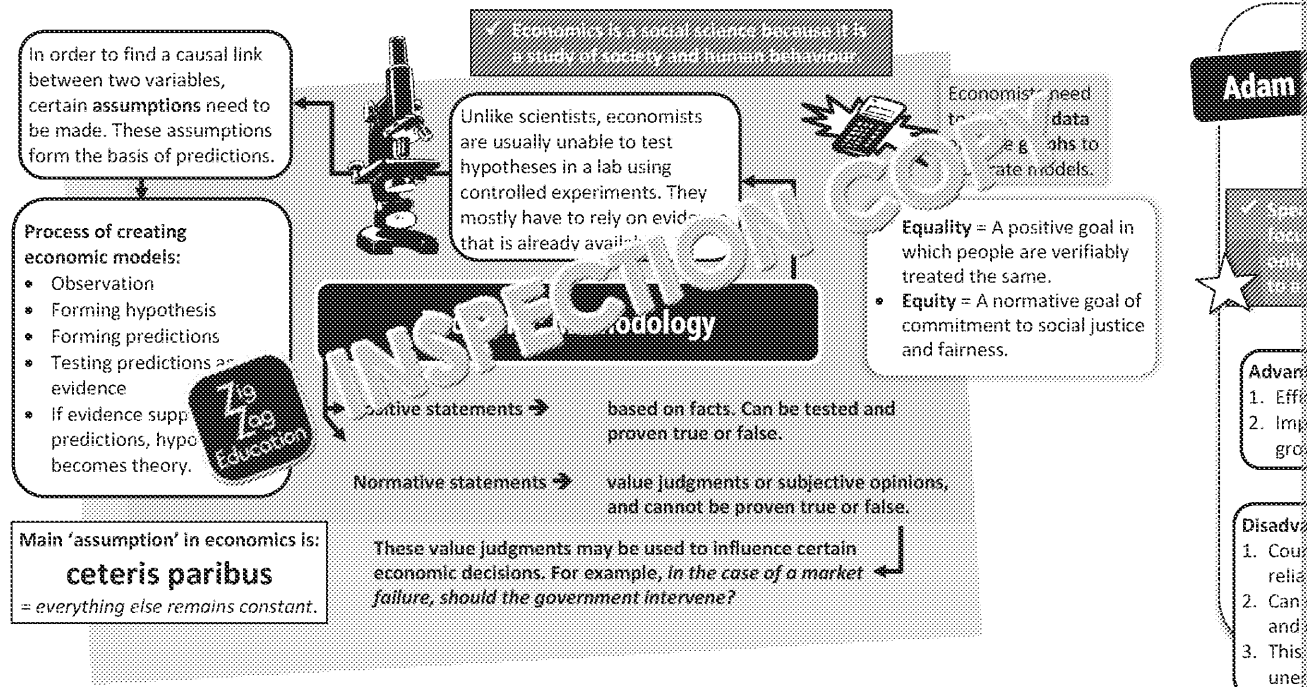 ✓ Economics is a social science because it is
a study of society and human behaviour
In order to find a causal link
between two variables,
certain assumptions need to
be made. These assumptions
form the basis of predictions.
Unlike scientists, economists
are usually unable to test
hypotheses in a lab using
controlled experiments. They
mostly have to rely on
that is already
Economists need
data
to
models.
Process of creating
economic models:
• Observation
• Forming hypothesis
• Forming predictions
• Testing predictions
evidence
• If evidence
predictions,
becomes theory.
Equality = A positive goal in
which people are verifiably
treated the same.
• Equity = A normative goal of
commitment to social justice
and fairness.
INSPECTION COPY
Zig
Zag
Education
statements → based on facts. Can be tested and
proven true or false.
Normative statements → value judgments or subjective opinions,
and cannot be proven true or false.
These value judgments may be used to influence certain
economic decisions. For example, in the case of a market
failure, should the government intervene?
Main ‘assumption’ in economics is:
ceteris paribus
= everything else remains constant.
Adam
✓
1.
2.
1.
2. Can
and
3. This